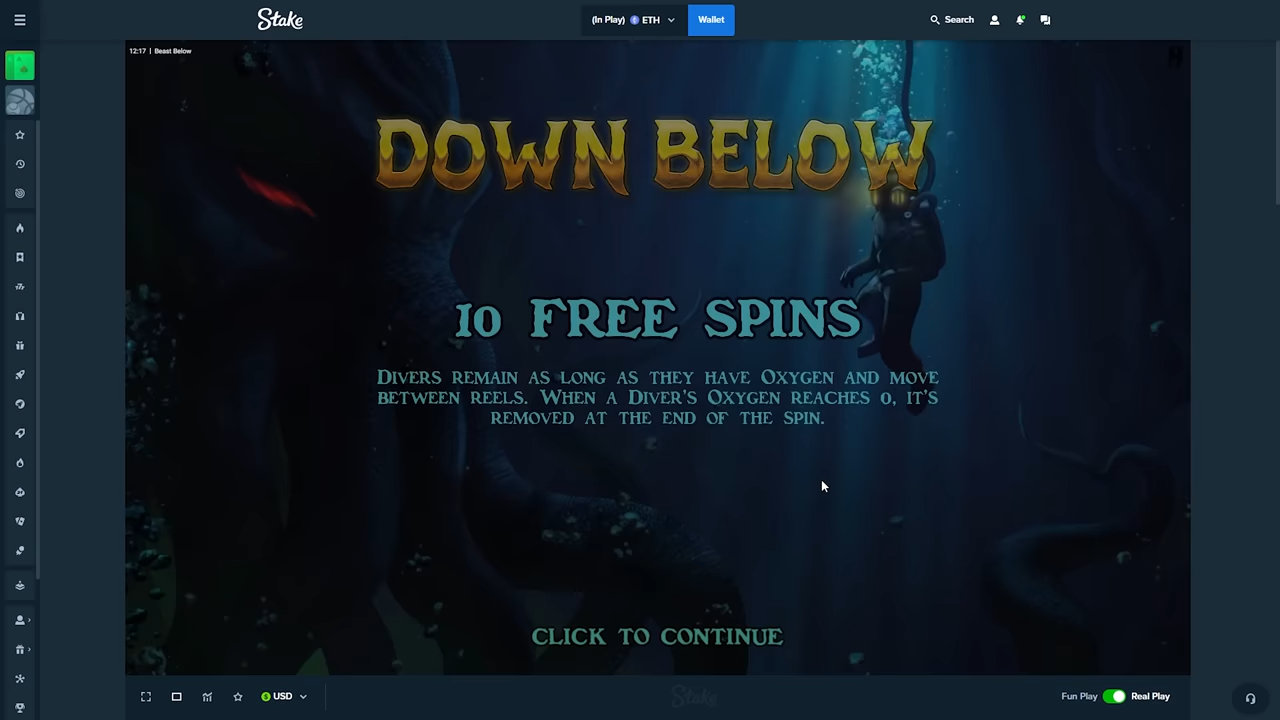 Stake
(In Play) ETH
Wallet
Search
12:17 | Beast Below
DOWN BELOW
10 FREE SPINS
DIVERS REMAIN AS LONG AS THEY HAVE OXYGEN AND MOVE
BETWEEN REELS. WHEN A DIVER'S OXYGEN REACHES 0, IT'S
REMOVED AT THE END OF THE SPIN.
CLICK TO CONTINUE
USD
Stake
Fun Play
Real Play